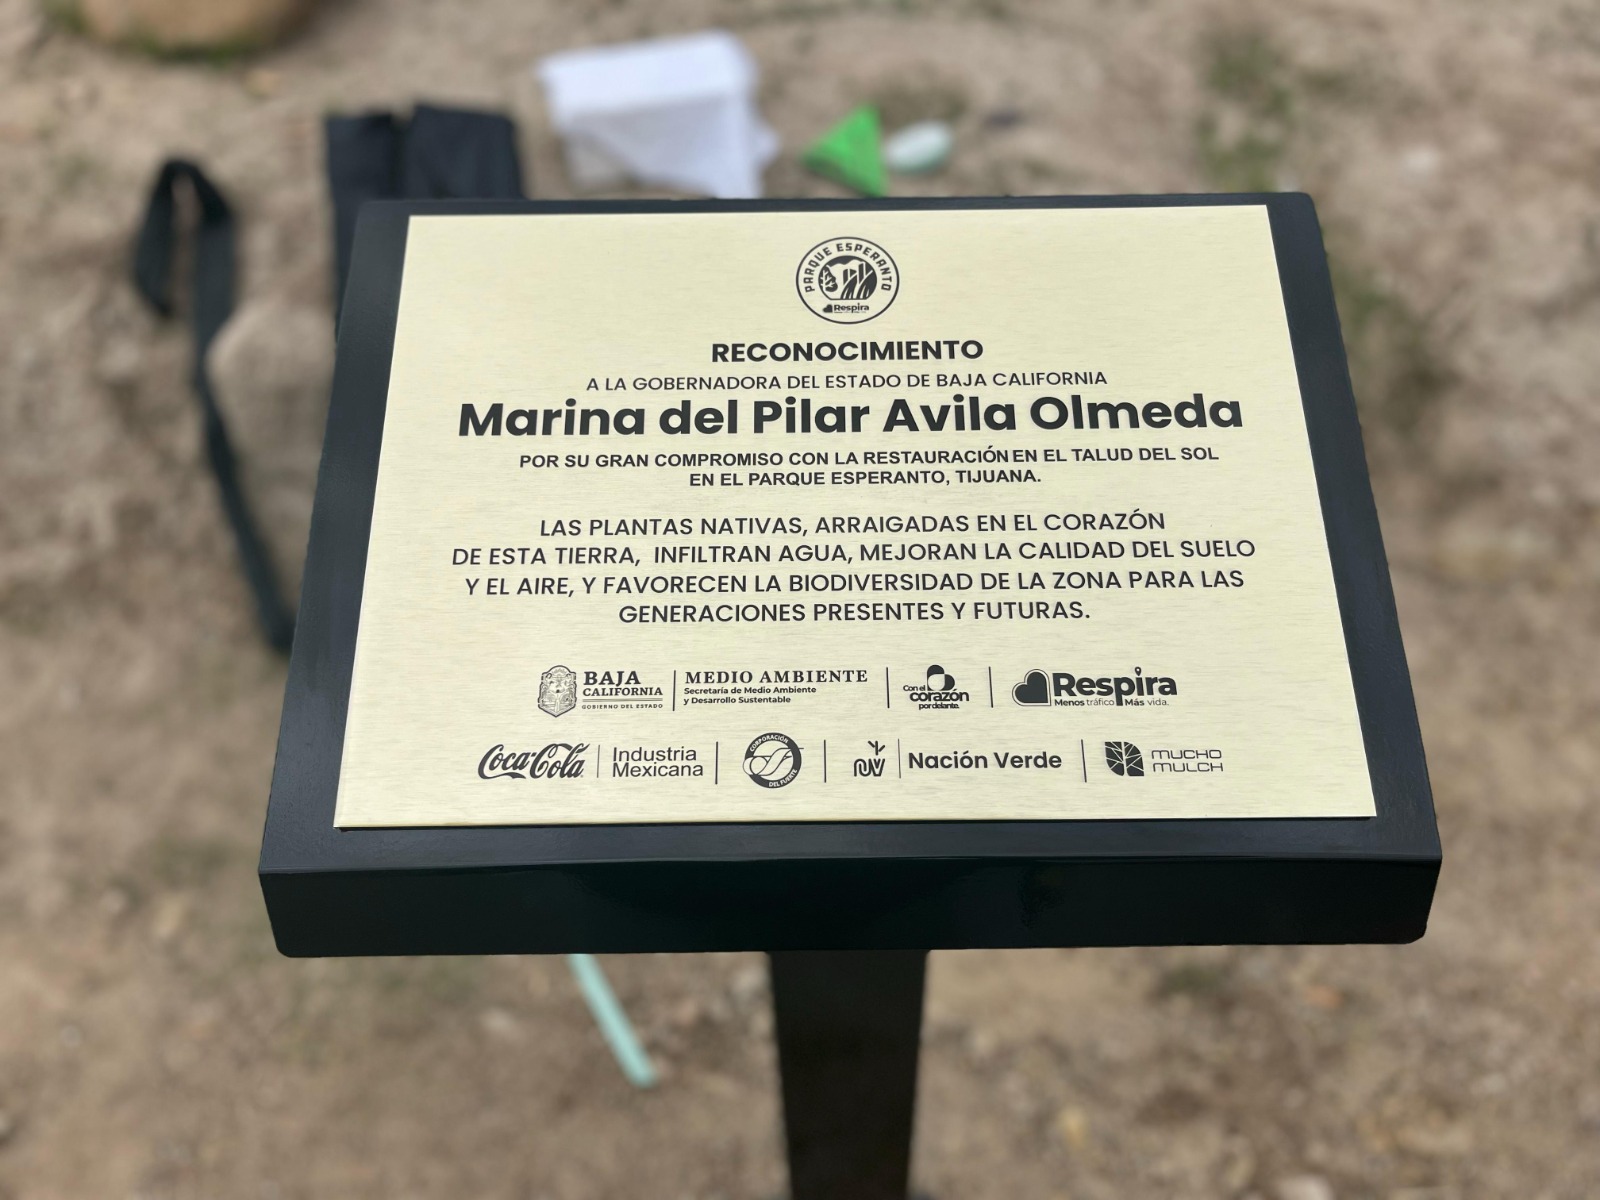 PARQUE ESPERANTO
Respira
RECONOCIMIENTO
A LA GOBERNADORA DEL ESTADO DE BAJA CALIFORNIA
Marina del Pilar Avila Olmeda
POR SU GRAN COMPROMISO CON LA RESTAURACIÓN EN EL TALUD DEL SOL
EN EL PARQUE ESPERANTO, TIJUANA.
LAS PLANTAS NATIVAS, ARRAIGADAS EN EL CORAZÓN
DE ESTA TIERRA, INFILTRAN AGUA, MEJORAN LA CALIDAD DEL SUELO
Y EL AIRE, Y FAVORECEN LA BIODIVERSIDAD DE LA ZONA PARA LAS
GENERACIONES PRESENTES Y FUTURAS.
BAJA
CALIFORNIA
GOBIERNO DEL ESTADO
MEDIO AMBIENTE
Secretaría de Medio Ambiente
y Desarrollo Sustentable
Con el
corazón
por delante.
Respira
Menos tráfico Más vida.
Coca-Cola
Industria
Mexicana
CORPORACIÓN
DEL FUERTE
Nación Verde
MUCHO
MULCH